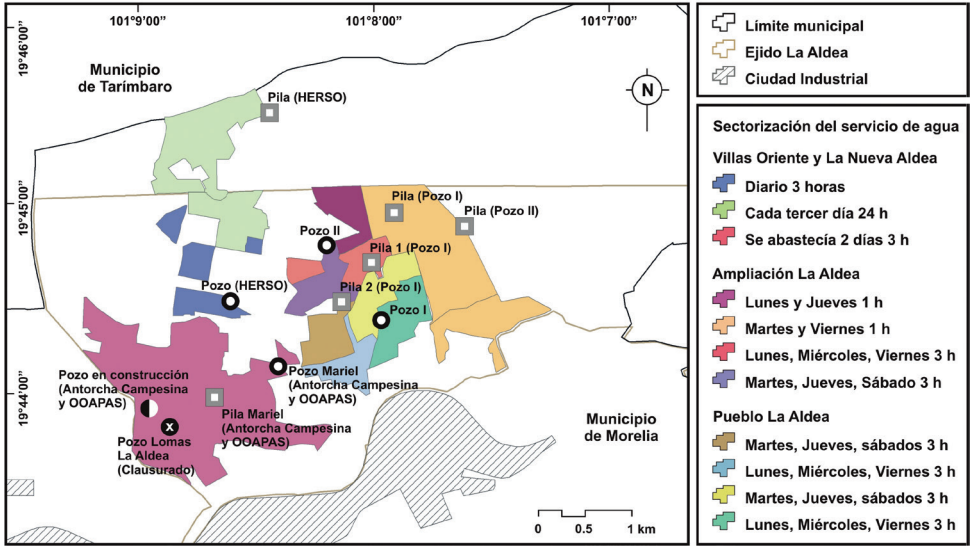 101°9'0"
101°8'0"
101°7'0"
19°46'0"
19°45'0"
19°44'0"
Municipio
de Tarímbaro
Pila (HERSO)
N
Pila (Pozo I)
Pila (Pozo II)
Pozo II
Pila 1 (Pozo I)
Pozo (HERSO)
Pila 2 (Pozo I)
Pozo I
Pozo en construcción
(Antorcha Campesina
y OOAPAS)
Pozo Mariel
(Antorcha Campesina
y OOAPAS)
Pila Mariel
(Antorcha Campesina
y OOAPAS)
x
Pozo Lomas
La Aldea
(Clausurado)
Municipio
de Morelia
0 0.5 1 km
Límite municipal
Ejido La Aldea
Ciudad Industrial
Sectorización del servicio de agua
Villas Oriente y La Nueva Aldea
Diario 3 horas
Cada tercer día 24 h
Se abastecía 2 días 3 h
Ampliación La Aldea
Lunes y Jueves 1 h
Martes y Viernes 1 h
Lunes, Miércoles, Viernes 3 h
Martes, Jueves, Sábado 3 h
Pueblo La Aldea
Martes, Jueves, sábados 3 h
Lunes, Miércoles, Viernes 3 h
Martes, Jueves, sábados 3 h
Lunes, Miércoles, Viernes 3 h